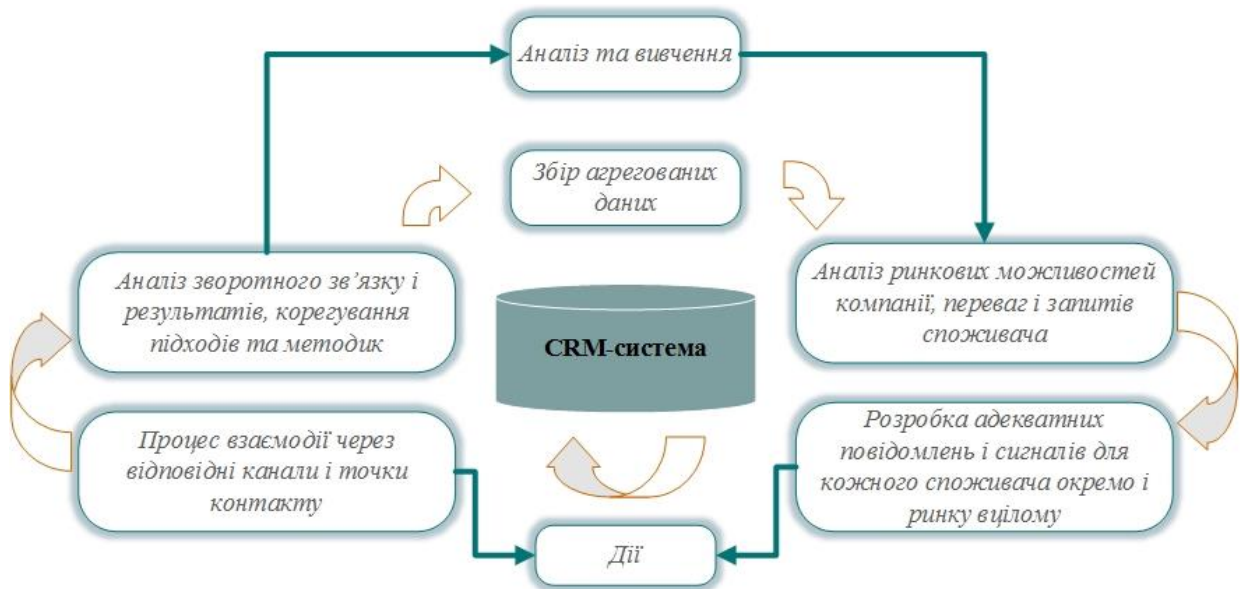 Аналіз та вивчення
Збір агрегованих
даних
Аналіз зворотного зв’язку і
результатів, корегування
підходів та методик
CRM-система
Аналіз ринкових можливостей
компанії, переваг і запитів
споживача
Процес взаємодії через
відповідні канали і точки
контакту
Розробка адекватних
повідомлень і сигналів для
кожного споживача окремо і
ринку вцілому
Дії